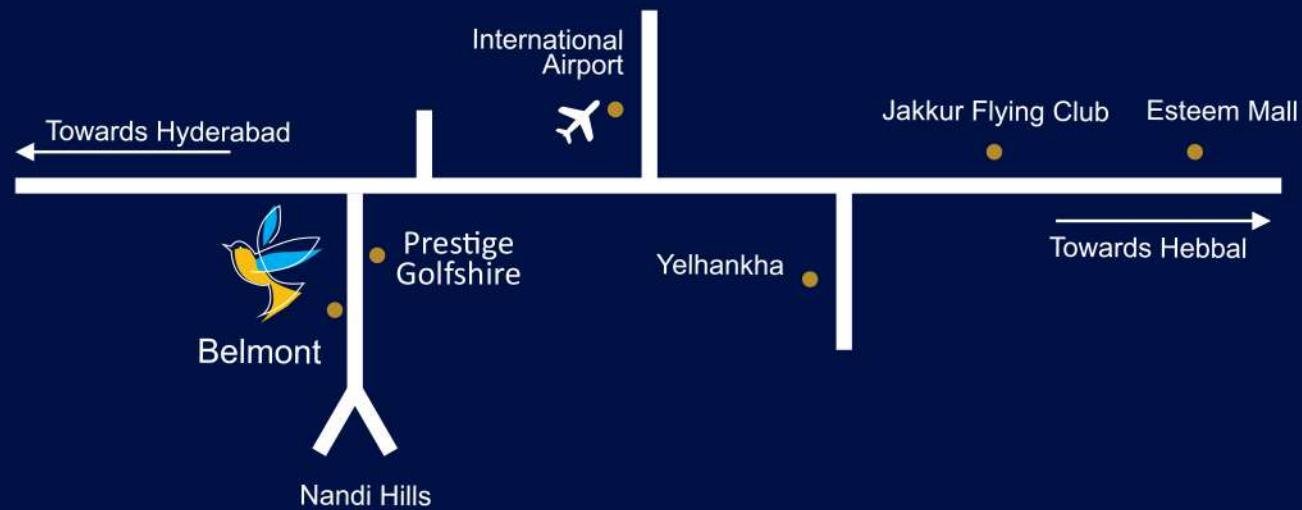 International
Airport
Jakkur Flying Club
Esteem Mall
Towards Hyderabad
Prestige
Golfshire
Yelhankha
Towards Hebbal
Belmont
Nandi Hills